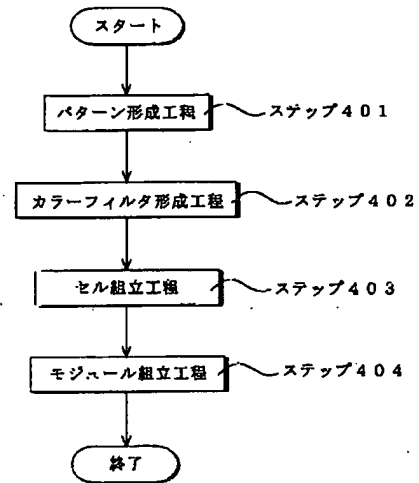 スタート
パターン形成工程 ステップ401
カラーフィルタ形成工程 ステップ402
セル組立工程 ステップ403
モジュール組立工程 ステップ404
終了